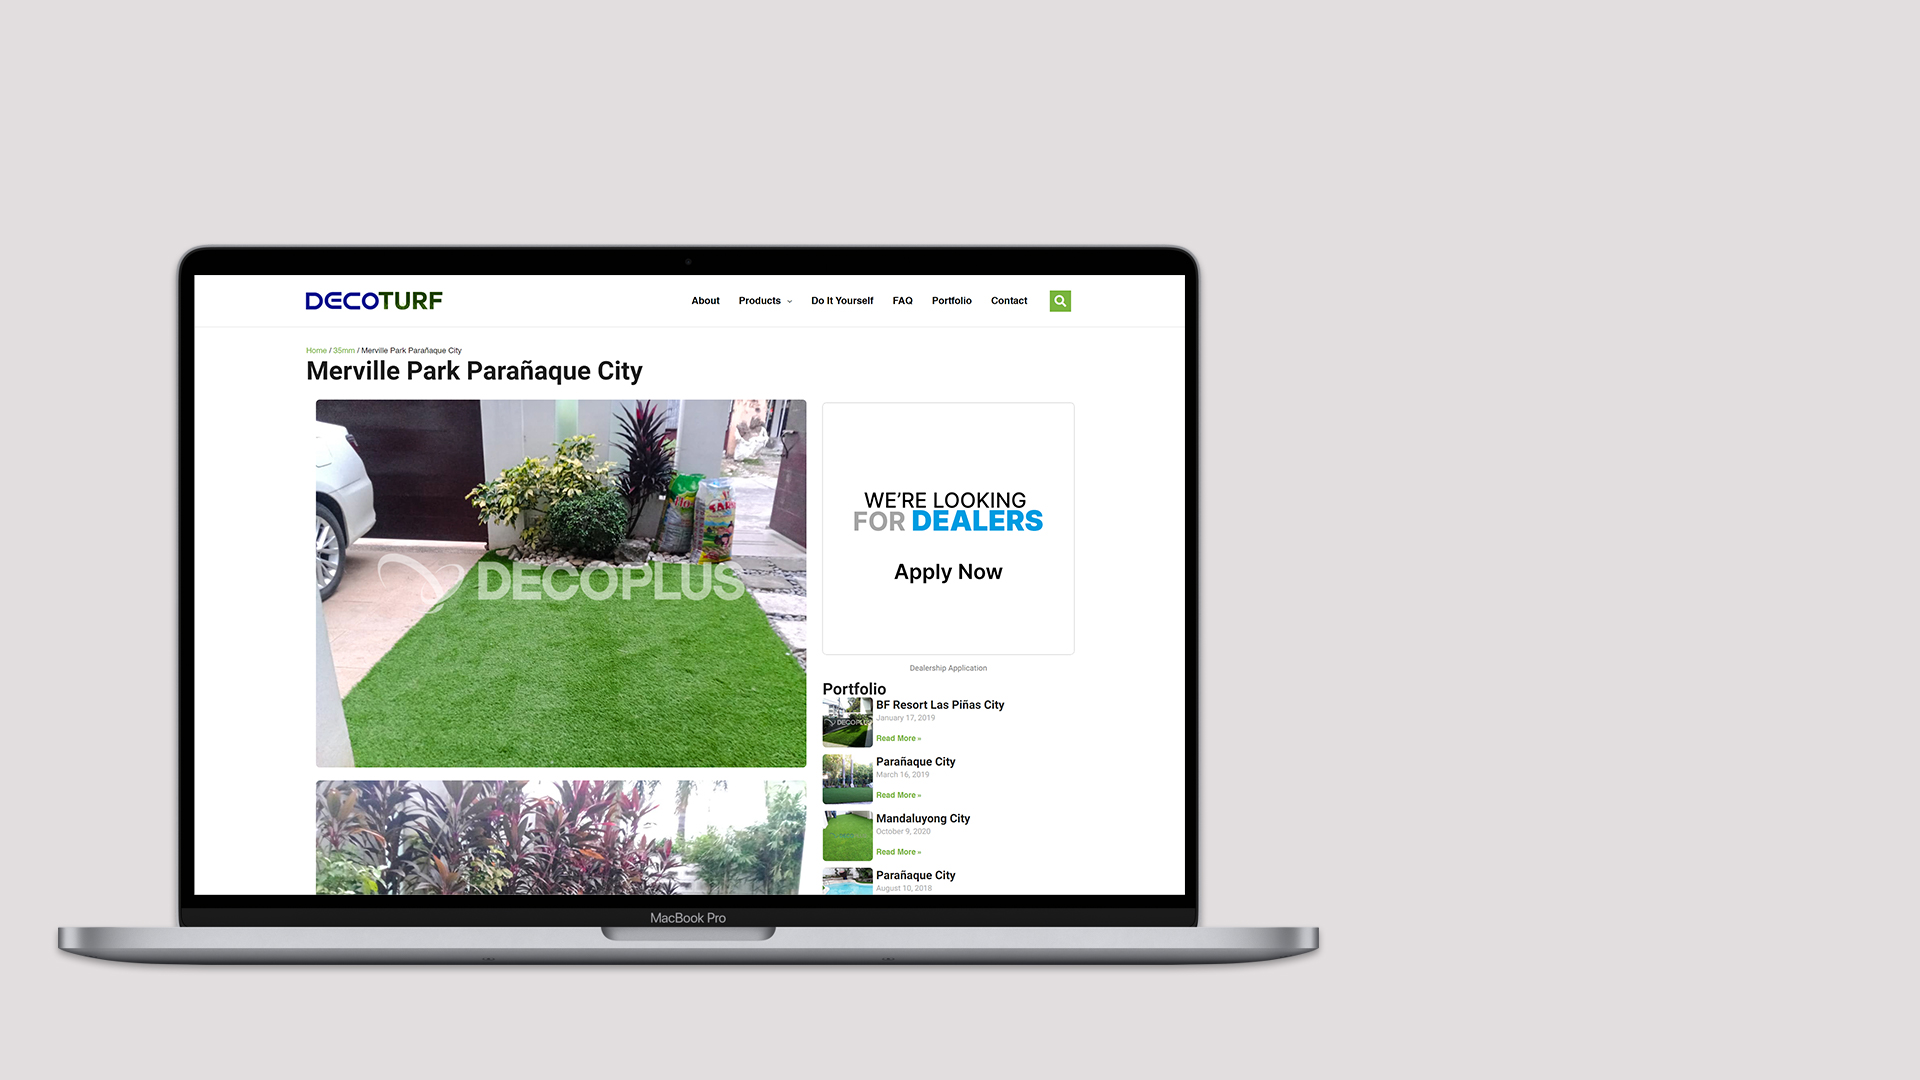 DECOTURF
About Products Do It Yourself FAQ Portfolio Contact
Home / 35mm / Merville Park Parañaque City
Merville Park Parañaque City
DECOPLUS
WE'RE LOOKING
FOR DEALERS
Apply Now
Dealership Application
Portfolio
BF Resort Las Piñas City
January 17, 2019
Read More »
DECOPLUS
Parañaque City
March 16, 2019
Read More »
Mandaluyong City
October 9, 2020
Read More »
Parañaque City
August 10, 2018
MacBook Pro